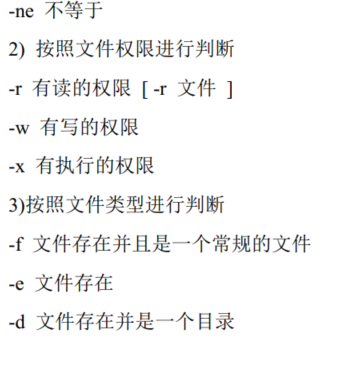 -ne 不等于
2) 按照文件权限进行判断
-r 有读的权限 [ -r 文件 ]
-w 有写的权限
-x 有执行的权限
3)按照文件类型进行判断
-f 文件存在并且是一个常规的文件
-e 文件存在
-d 文件存在并是一个目录